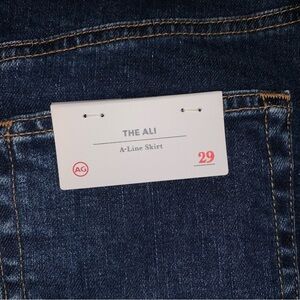 THE ALI
A-Line Skirt
AG
29